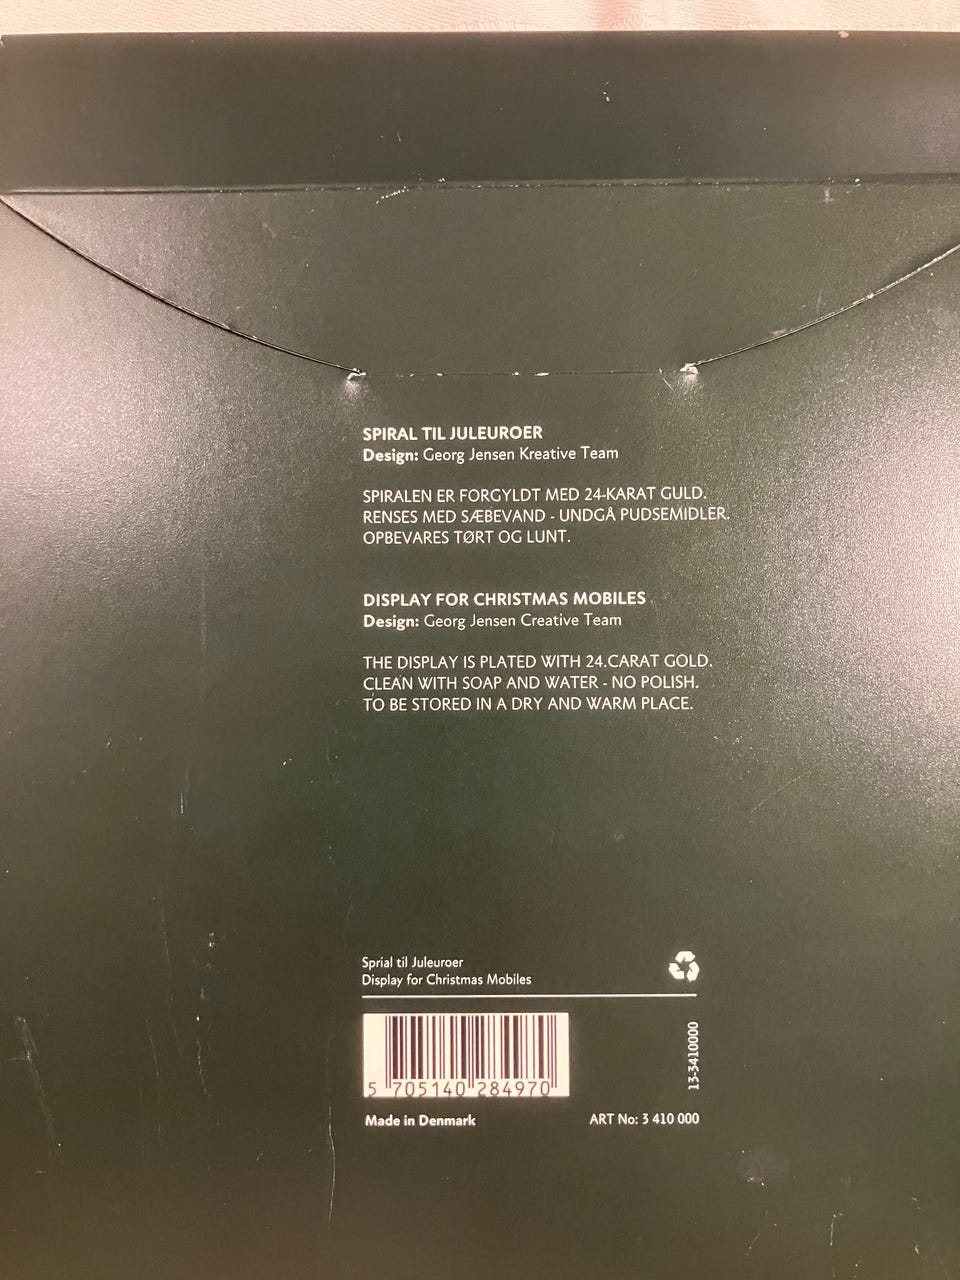 SPIRAL TIL JULEUROER
Design: Georg Jensen Kreative Team
SPIRALEN ER FORGYLDT MED 24-KARAT GULD.
RENSES MED SÆBEVAND - UNDGÅ PUDSEMIDLER.
OPBEVARES TØRT OG LUNT.
DISPLAY FOR CHRISTMAS MOBILES
Design: Georg Jensen Creative Team
THE DISPLAY IS PLATED WITH 24.CARAT GOLD.
CLEAN WITH SOAP AND WATER - NO POLISH.
TO BE STORED IN A DRY AND WARM PLACE.
Sprial til Juleuroer
Display for Christmas Mobiles
13-3410000
5 705140 284970
Made in Denmark
ART No: 3 410 000